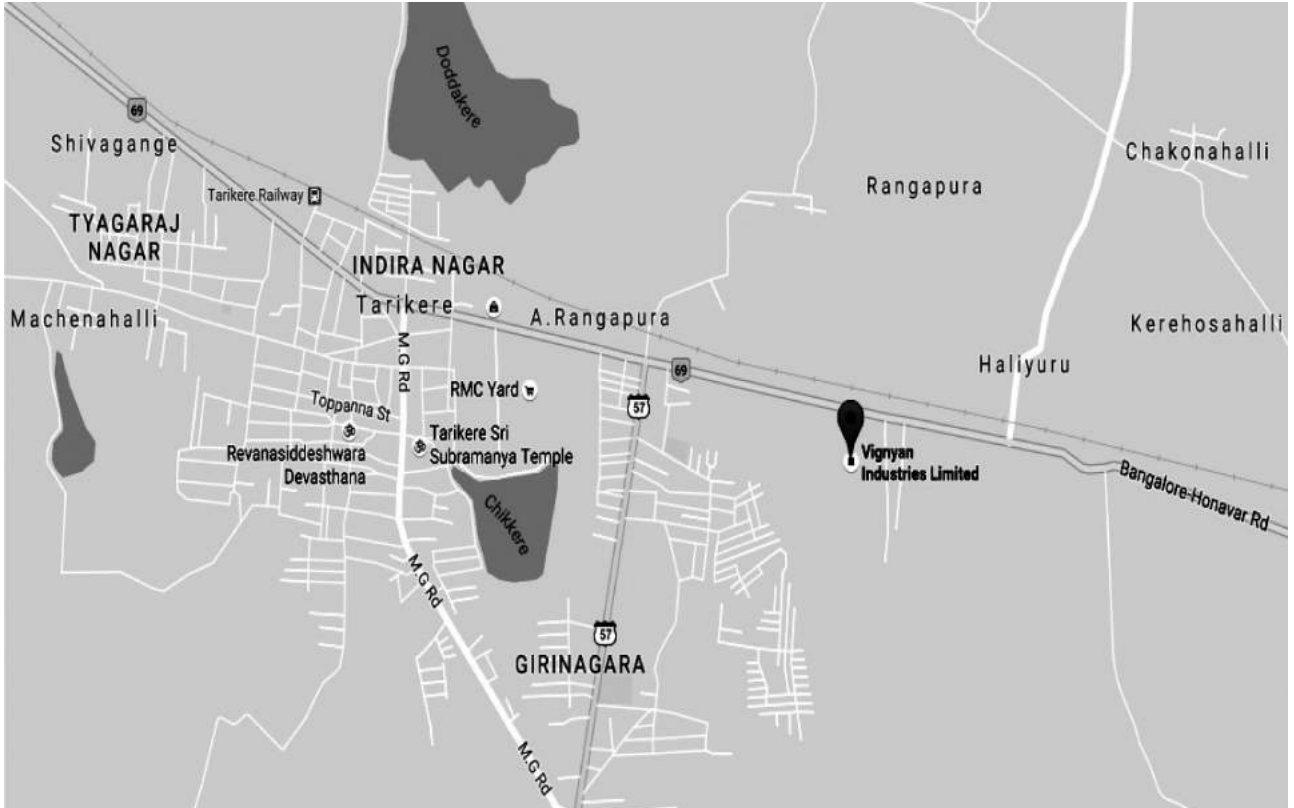 Doddakere
69
Shivagange
Chakonahalli
Rangapura
Tarikere Railway
TYAGARAJ
NAGAR
INDIRA NAGAR
Tarikere
A.Rangapura
Machenahalli
Kerehosahalli
Haliyuru
M.G Rd
69
RMC Yard
57
Toppanna St
Tarikere Sri
Subramanya Temple
Revanasiddeshwara
Devasthana
Vignyan
Industries Limited
Bangalore-Honavar Rd
Chikkere
M.G Rd
57
GIRINAGARA
M.G Rd